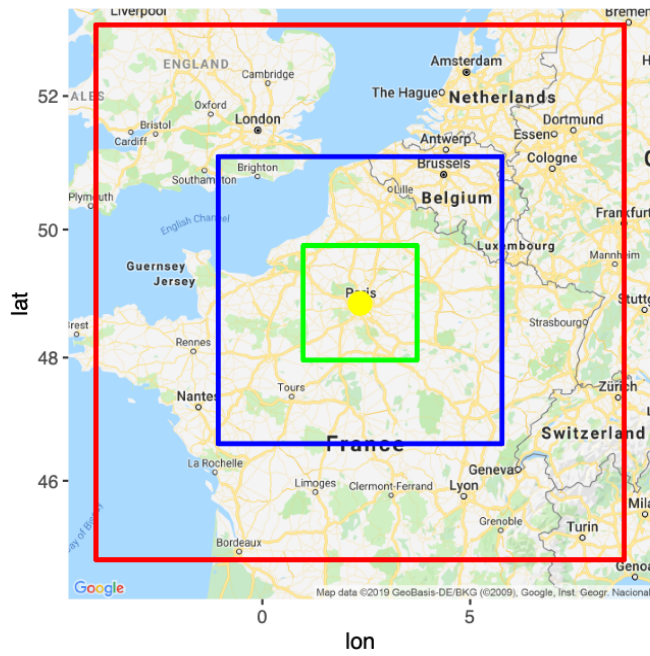 Liverpool
Bremen
ENGLAND
Cambridge
Amsterdam
52
ALES
The Hague
Netherlands
Oxford
London
Bristol
Cardiff
Dortmund
Essen
Antwerp
Cologne
Brussels
Southampton
Brighton
Lille
Plymouth
Belgium
Frankfurt
English Channel
50
Luxembourg
Guernsey
Jersey
Mannheim
Paris
Stuttg
Brest
Strasbourg
Rennes
48
Tours
Zürich
Nantes
France
Switzerland
La Rochelle
Geneva
46
Limoges
Clermont-Ferrand
Lyon
Mila
Grenoble
Turin
Bay of B
Bordeaux
Genoa
Google
Map data ©2019 GeoBasis-DE/BKG (©2009), Google, Inst. Geogr. Nacional
0
5
lon
lat